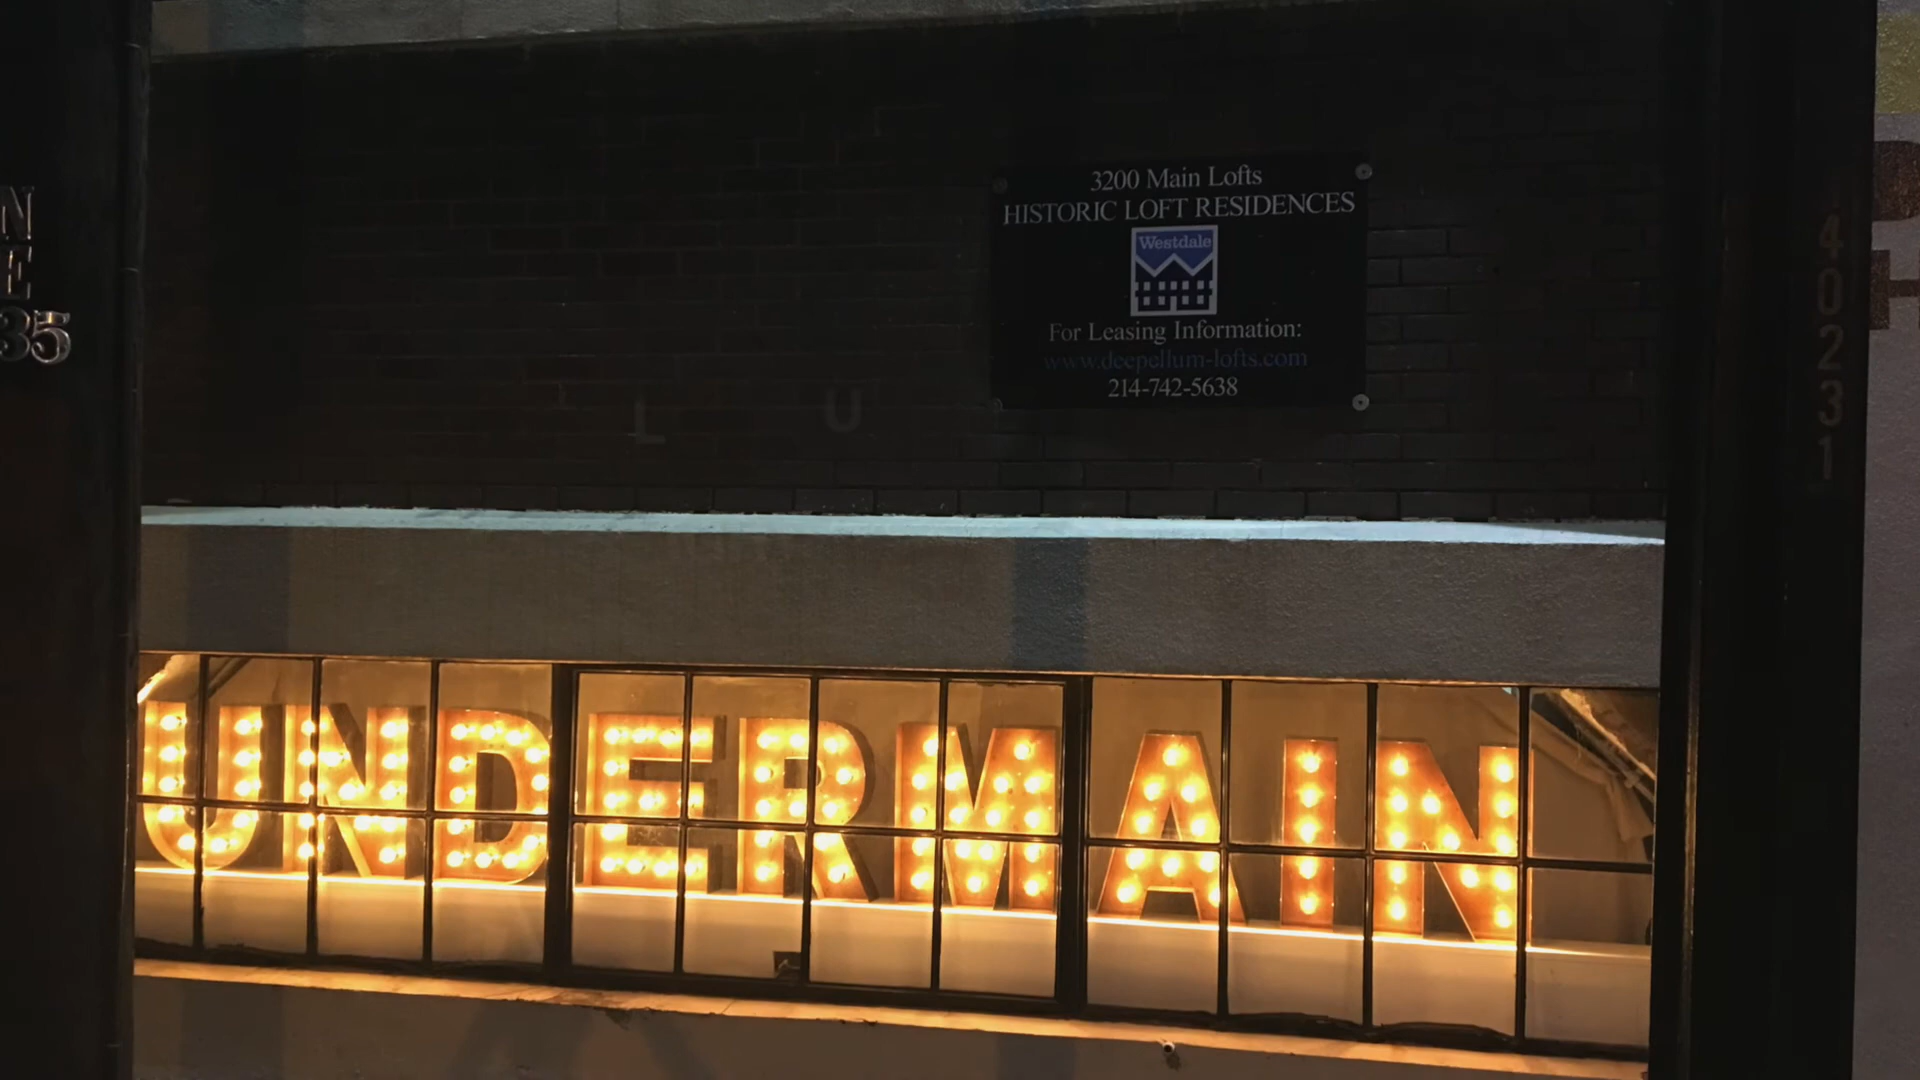 N
E
35
3200 Main Lofts
HISTORIC LOFT RESIDENCES
Westdale
For Leasing Information:
www.deepellum-lofts.com
214-742-5638
L U
40231
UNDERMAIN